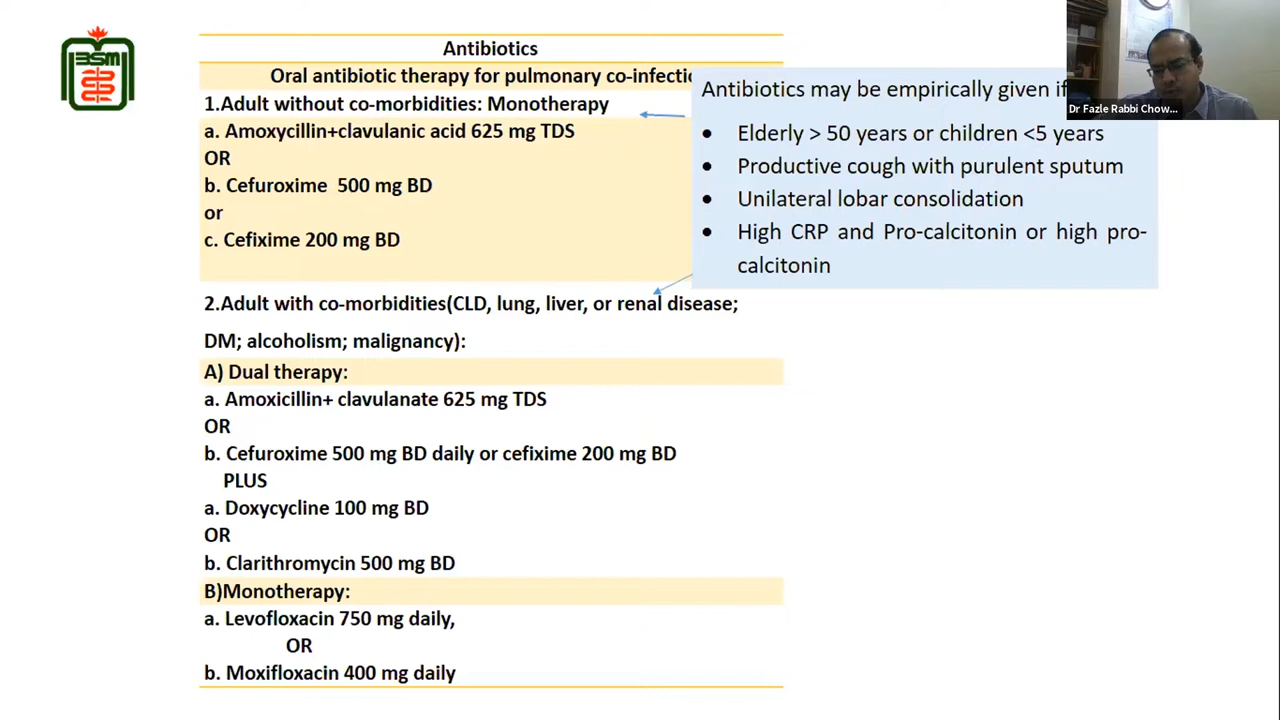 BSM
Antibiotics
Oral antibiotic therapy for pulmonary
1.Adult without co-morbidities: Monotherapy
a. Amoxycillin+clavulanic acid 625 mg TDS
OR
b. Cefuroxime 500 mg BD
or
c. Cefixime 200 mg BD
2.Adult with co-morbidities(CLD, lung, liver, or renal disease;
DM; alcoholism; malignancy):
A) Dual therapy:
a. Amoxicillin+ clavulanate 625 mg TDS
OR
b. Cefuroxime 500 mg BD daily or cefixime 200 mg BD
PLUS
a. Doxycycline 100 mg BD
OR
b. Clarithromycin 500 mg BD
B)Monotherapy:
a. Levofloxacin 750 mg daily,
OR
b. Moxifloxacin 400 mg daily
Antibiotics may be empirically given if
• Elderly > 50 years or children <5 years
• Productive cough with purulent sputum
• Unilateral lobar consolidation
• High CRP and Pro-calcitonin or high pro-
calcitonin
Dr Fazle Rabbi Chow...